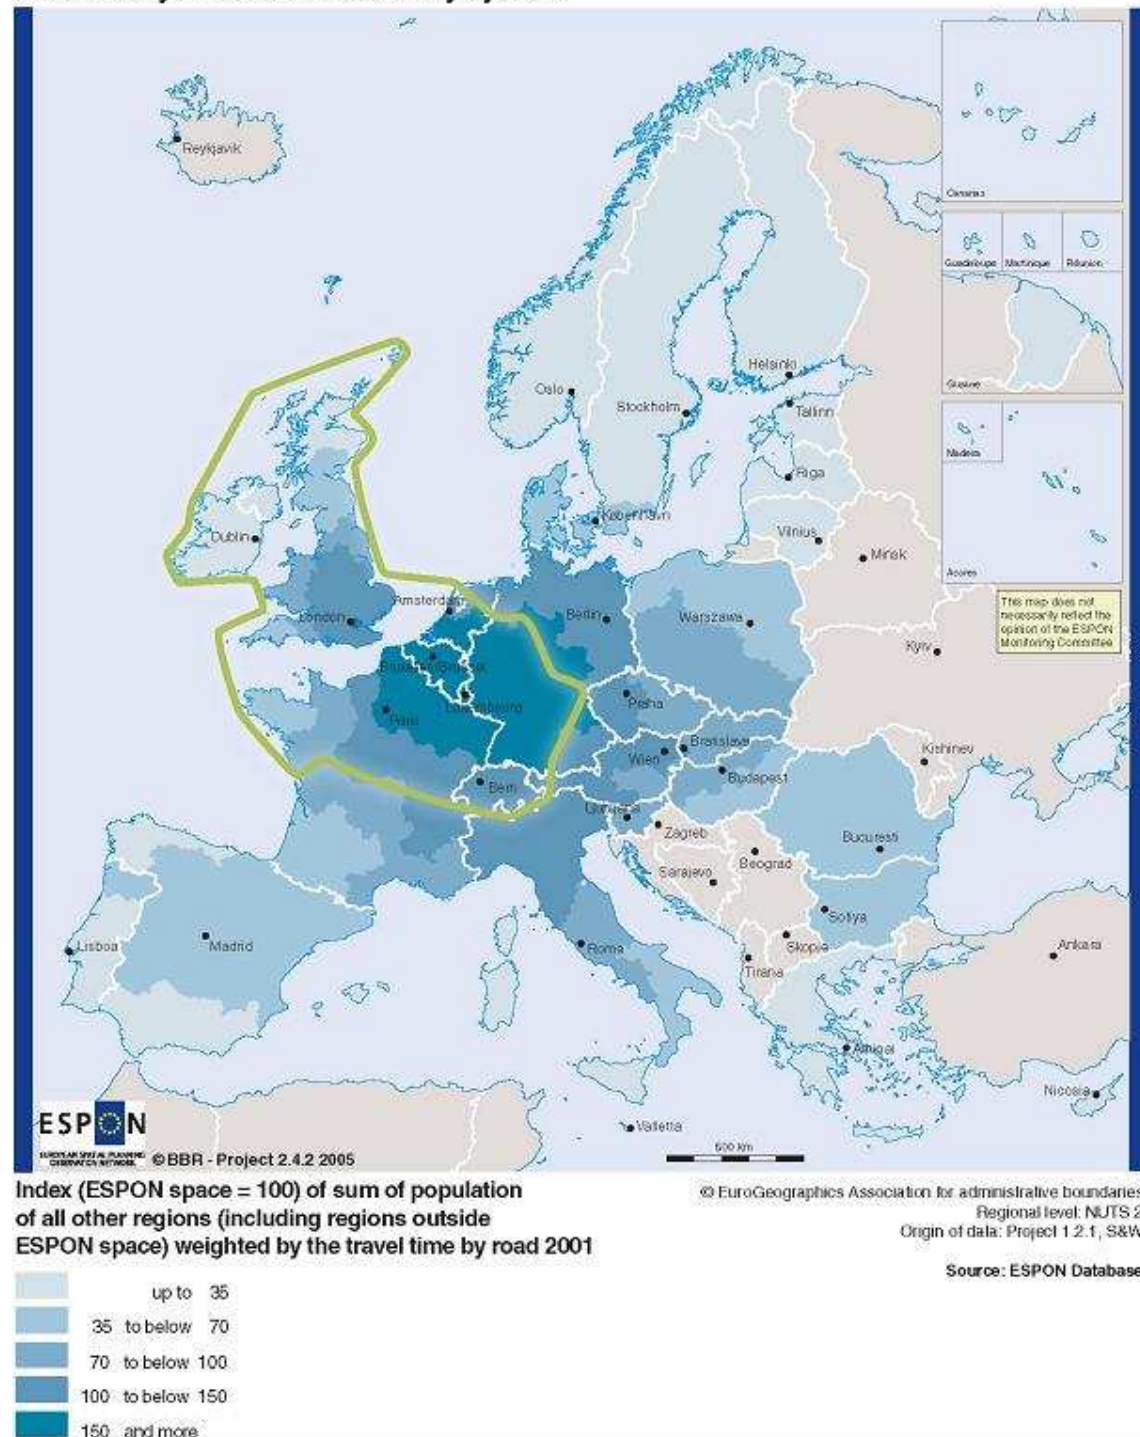 Reykjavik
Canarias
Guadeloupe
Martinique
Réunion
Guyane
Helsinki
Oslo
Stockholm
Tallinn
Madeira
Riga
København
Dublin
Vilnius
Minsk
Acores
Amsterdam
London
Berlin
Warszawa
This map does not
necessarily reflect the
opinion of the ESPON
Monitoring Committee
Kyiv
Luxembourg
Praha
Paris
Bratislava
Kishinev
Wien
Bern
Budapest
Ljubljana
Zagreb
Bucuresti
Beograd
Sarajevo
Sofiya
Lisboa
Madrid
Roma
Skopje
Ankara
Tirana
Athinai
Nicosia
Valletta
ESPON
EUROPEAN SPATIAL PLANNING
OBSERVATION NETWORK
© BBR - Project 2.4.2 2005
500 km
Index (ESPON space = 100) of sum of population
of all other regions (including regions outside
ESPON space) weighted by the travel time by road 2001
© EuroGeographics Association for administrative boundaries
Regional level: NUTS 2
Origin of data: Project 1.2.1, S&W
Source: ESPON Database
up to 35
35 to below 70
70 to below 100
100 to below 150
150 and more